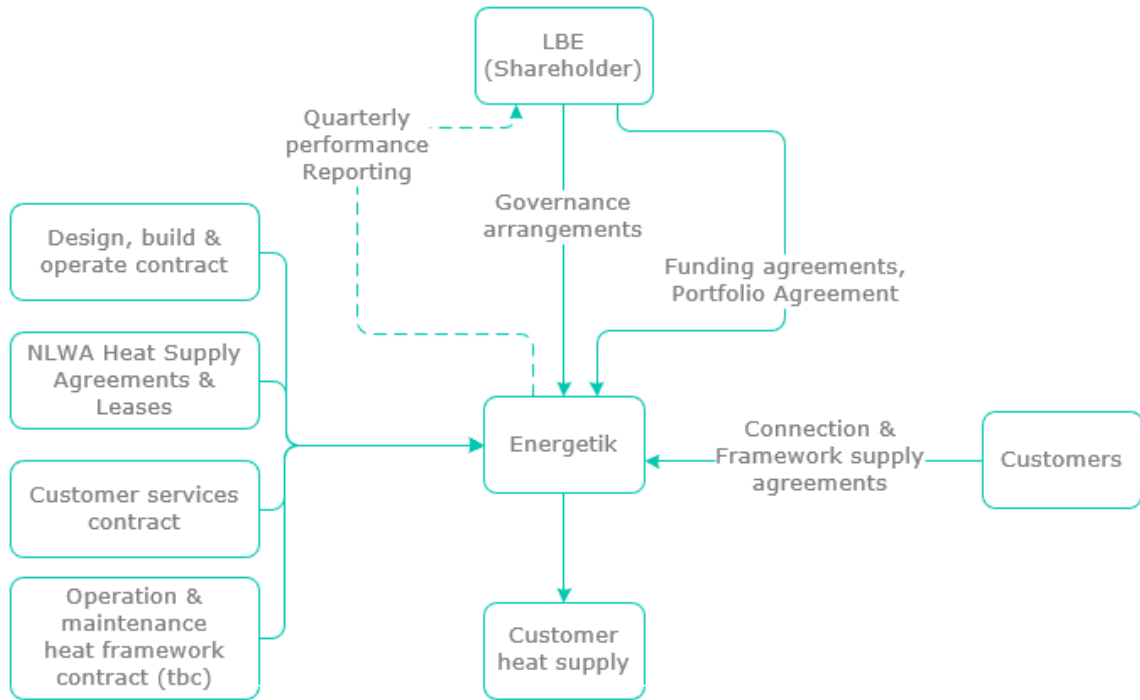 LBE
(Shareholder)
Quarterly
performance
Reporting
Governance
arrangements
Funding agreements,
Portfolio Agreement
Design, build &
operate contract
NLWA Heat Supply
Agreements &
Leases
Customer services
contract
Operation &
maintenance
heat framework
contract (tbc)
Energetik
Connection &
Framework supply
agreements
Customers
Customer
heat supply